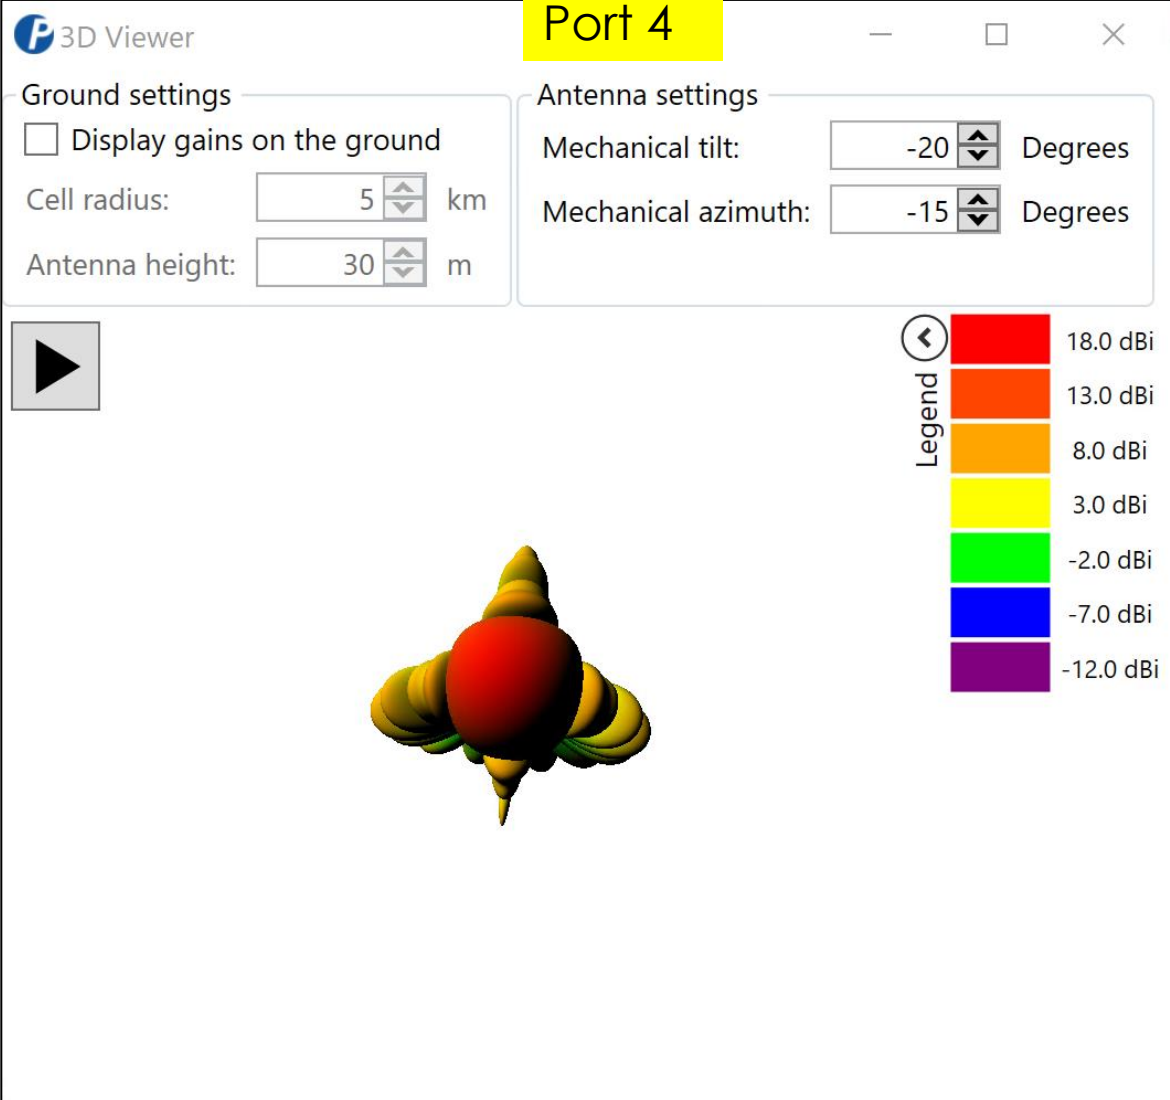 Port 4
3D Viewer
Ground settings
Display gains on the ground
Cell radius: 5 km
Antenna height: 30 m
Antenna settings
Mechanical tilt: -20 Degrees
Mechanical azimuth: -15 Degrees
Legend
18.0 dBi
13.0 dBi
8.0 dBi
3.0 dBi
-2.0 dBi
-7.0 dBi
-12.0 dBi